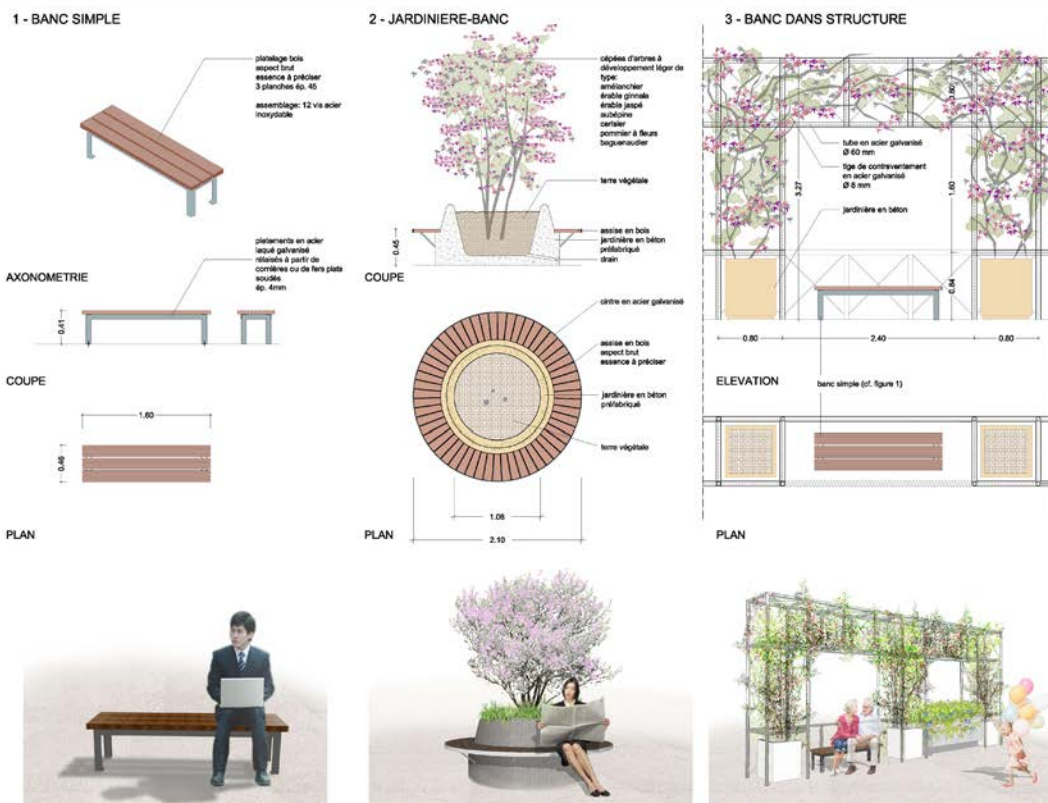 1 - BANC SIMPLE
platelage bois
aspect brut
essence à préciser
3 planches ép. 45
assemblage: 12 vis acier
inoxydable
AXONOMETRIE
pietements en acier
laqué galvanisé
réalaisés à partir de
cornières ou de fers plats
soudés
ép. 4mm
0.41
COUPE
1.60
0.46
PLAN
2 - JARDINIERE-BANC
cépées d'arbres à
développement léger de
type:
amélanchier
érable ginnala
érable jaspé
aubépine
cerisier
pommier à fleurs
baguenaudier
terre végétale
0.45
assise en bois
jardinière en béton
préfabriqué
drain
COUPE
cintre en acier galvanisé
assise en bois
aspect brut
essence à préciser
jardinière en béton
préfabriqué
terre végétale
1.08
2.10
PLAN
3 - BANC DANS STRUCTURE
tube en acier galvanisé
Ø 60 mm
tige de contreventement
en acier galvanisé
Ø 8 mm
jardinière en béton
3.27
0.80
1.60
0.84
0.80
2.40
0.80
ELEVATION
banc simple (cf. figure 1)
PLAN